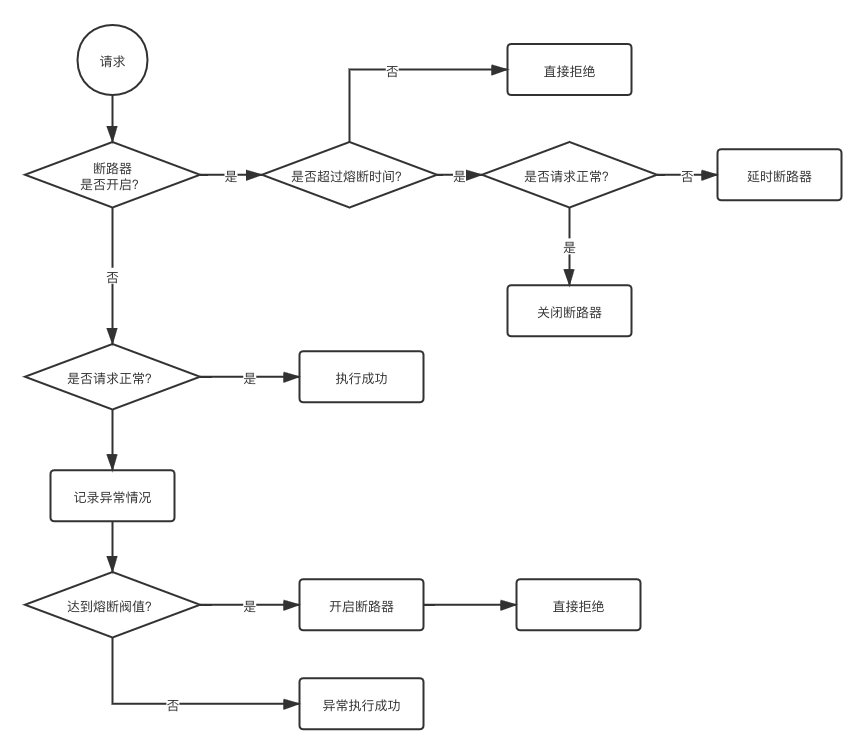 请求
否
直接拒绝
断路器
是否开启?
是
是否超过熔断时间?
是
是否请求正常?
否
延时断路器
是
否
关闭断路器
是否请求正常?
是
执行成功
记录异常情况
达到熔断阀值?
是
开启断路器
直接拒绝
否
异常执行成功